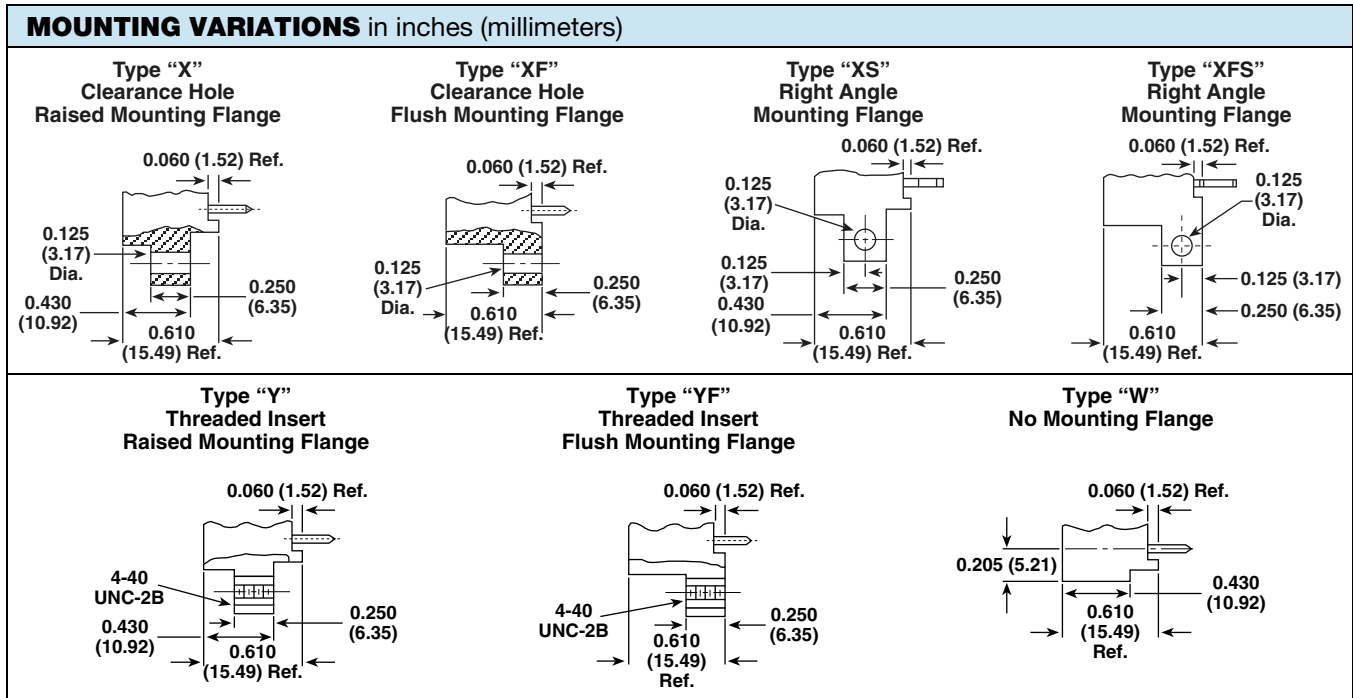 MOUNTING VARIATIONS in inches (millimeters)
Type “X”
Clearance Hole
Raised Mounting Flange
0.060 (1.52) Ref.
0.125
(3.17)
Dia.
0.430
(10.92)
0.250
(6.35)
0.610
(15.49) Ref.
Type “XF”
Clearance Hole
Flush Mounting Flange
0.060 (1.52) Ref.
0.125
(3.17)
Dia.
0.250
(6.35)
0.610
(15.49) Ref.
Type “XS”
Right Angle
Mounting Flange
0.060 (1.52) Ref.
0.125
(3.17)
Dia.
0.125
(3.17)
0.430
(10.92)
0.250
(6.35)
0.610
(15.49) Ref.
Type “XFS”
Right Angle
Mounting Flange
0.060 (1.52) Ref.
0.125
(3.17)
Dia.
0.125 (3.17)
0.250 (6.35)
0.610
(15.49) Ref.
Type “Y”
Threaded Insert
Raised Mounting Flange
0.060 (1.52) Ref.
4-40
UNC-2B
0.430
(10.92)
0.250
(6.35)
0.610
(15.49) Ref.
Type “YF”
Threaded Insert
Flush Mounting Flange
0.060 (1.52) Ref.
4-40
UNC-2B
0.250
(6.35)
0.610
(15.49)
Ref.
Type “W”
No Mounting Flange
0.060 (1.52) Ref.
0.205 (5.21)
0.430
(10.92)
0.610
(15.49)
Ref.